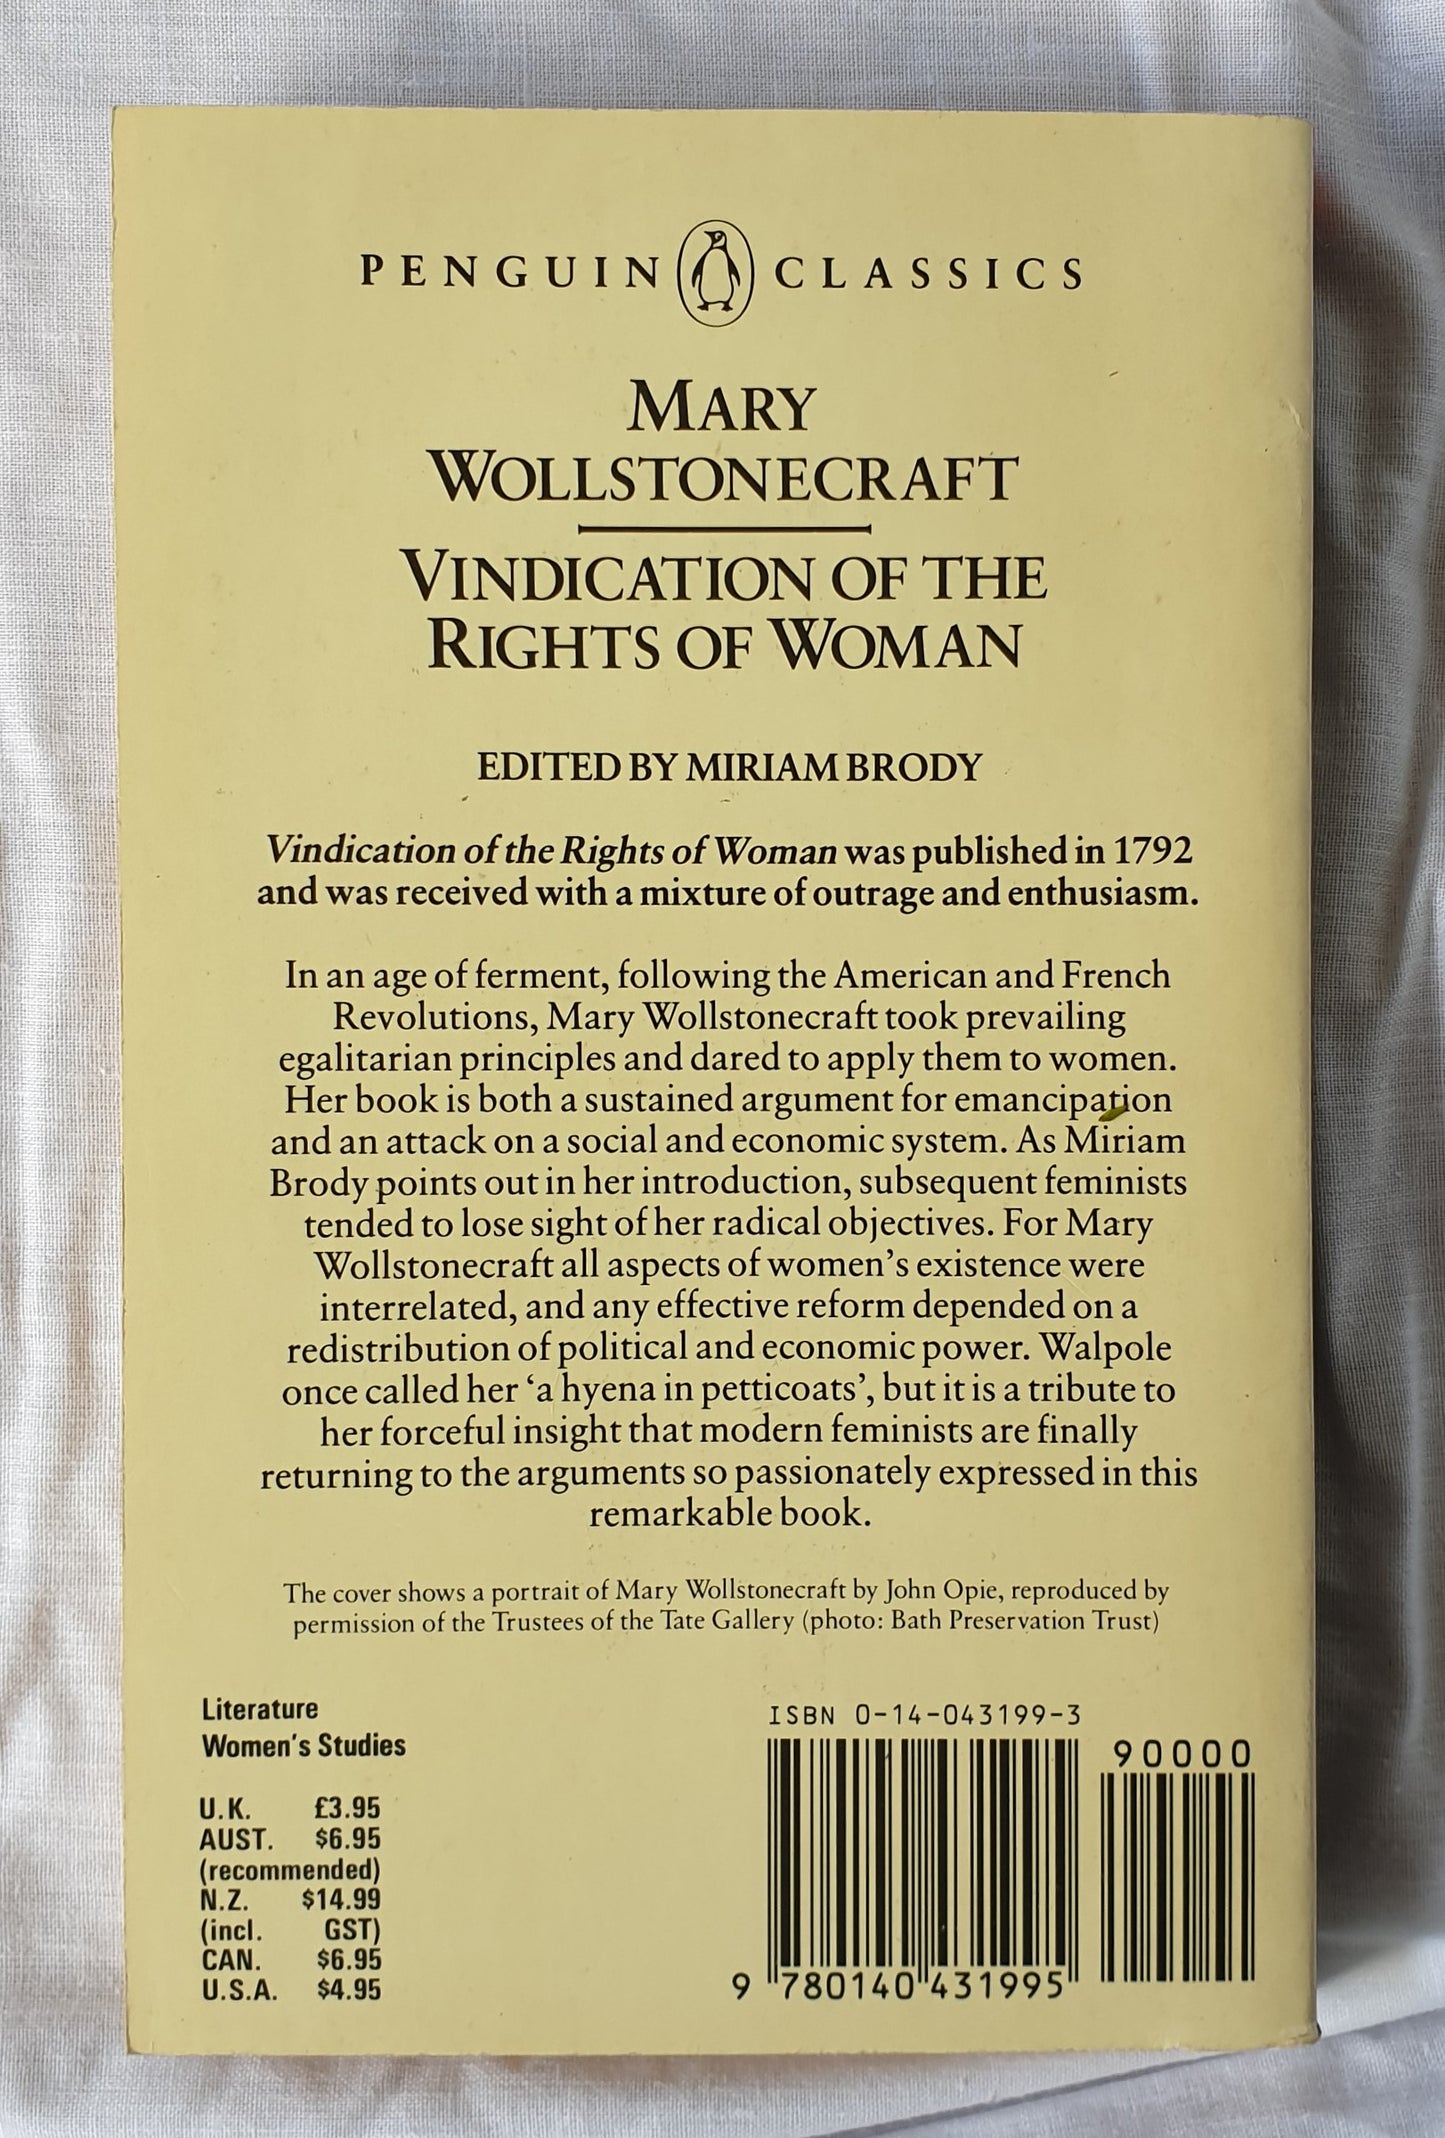 PENGUIN CLASSICS
MARY
WOLLSTONECRAFT
VINDICATION OF THE
RIGHTS OF WOMAN
EDITED BY MIRIAM BRODY
Vindication of the Rights of Woman was published in 1792
and was received with a mixture of outrage and enthusiasm.
In an age of ferment, following the American and French
Revolutions, Mary Wollstonecraft took prevailing
egalitarian principles and dared to apply them to women.
Her book is both a sustained argument for emancipation
and an attack on a social and economic system. As Miriam
Brody points out in her introduction, subsequent feminists
tended to lose sight of her radical objectives. For Mary
Wollstonecraft all aspects of women's existence were
interrelated, and any effective reform depended on a
redistribution of political and economic power. Walpole
once called her ‘a hyena in petticoats’, but it is a tribute to
her forceful insight that modern feminists are finally
returning to the arguments so passionately expressed in this
remarkable book.
The cover shows a portrait of Mary Wollstonecraft by John Opie, reproduced by
permission of the Trustees of the Tate Gallery (photo: Bath Preservation Trust)
Literature
Women's Studies
U.K. £3.95
AUST. $6.95
(recommended)
N.Z. $14.99
(incl. GST)
CAN. $6.95
U.S.A. $4.95
ISBN 0-14-043199-3
90000
9 780140 431995